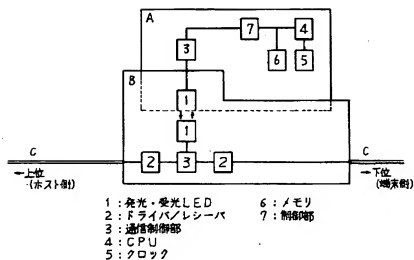 A
7
4
3
6
5
B
1
1
C
2
3
2
C
←上位
(ホスト側)
→下位
(端末側)
1：発光・受光LED
2：ドライバ/レシーバ
3：通信制御部
4：CPU
5：クロック
6：メモリ
7：制御部